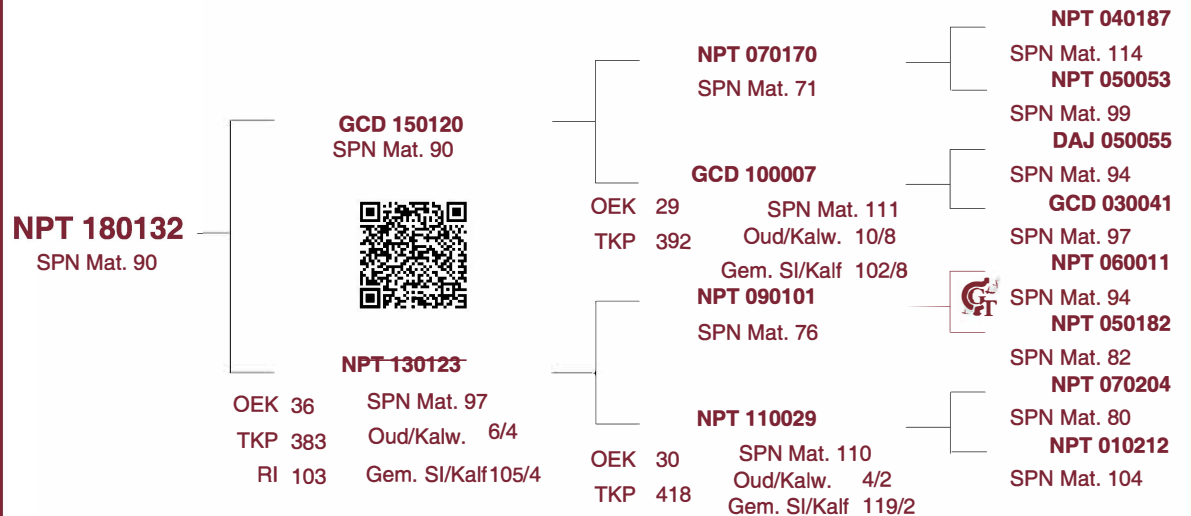 NPT 180132
SPN Mat. 90
GCD 150120
SPN Mat. 90
NPT 130123
OEK 36 SPN Mat. 97
TKP 383 Oud/Kalw. 6/4
RI 103 Gem. SI/Kalf 105/4
NPT 070170
SPN Mat. 71
GCD 100007
OEK 29 SPN Mat. 111
TKP 392 Oud/Kalw. 10/8
Gem. SI/Kalf 102/8
NPT 090101
SPN Mat. 76
NPT 110029
OEK 30 SPN Mat. 110
TKP 418 Oud/Kalw. 4/2
Gem. SI/Kalf 119/2
NPT 040187
SPN Mat. 114
NPT 050053
SPN Mat. 99
DAJ 050055
SPN Mat. 94
GCD 030041
SPN Mat. 97
NPT 060011
GT SPN Mat. 94
NPT 050182
SPN Mat. 82
NPT 070204
SPN Mat. 80
NPT 010212
SPN Mat. 104